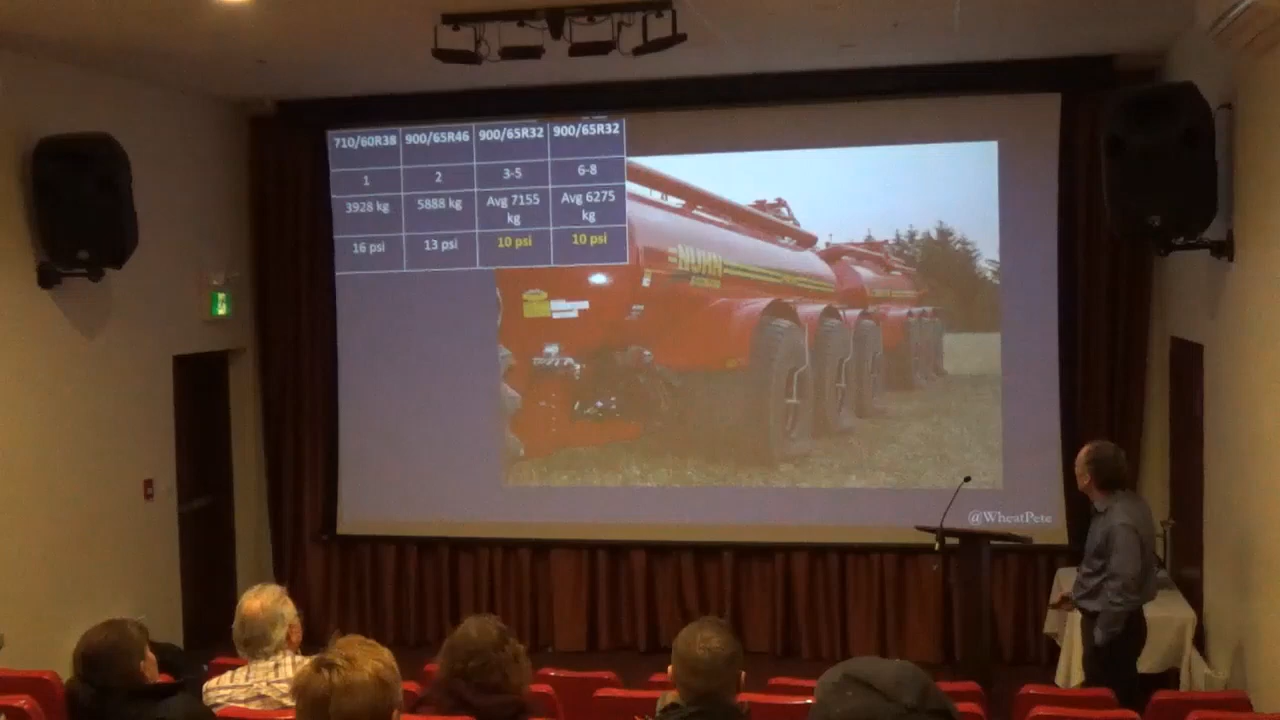 710/60R38 900/65R46 900/65R32 900/65R32
1 2 3-5 6-8
3928 kg 5888 kg Avg 7155 kg Avg 6275 kg
16 psi 13 psi 10 psi 10 psi
NUHN
@WheatPete